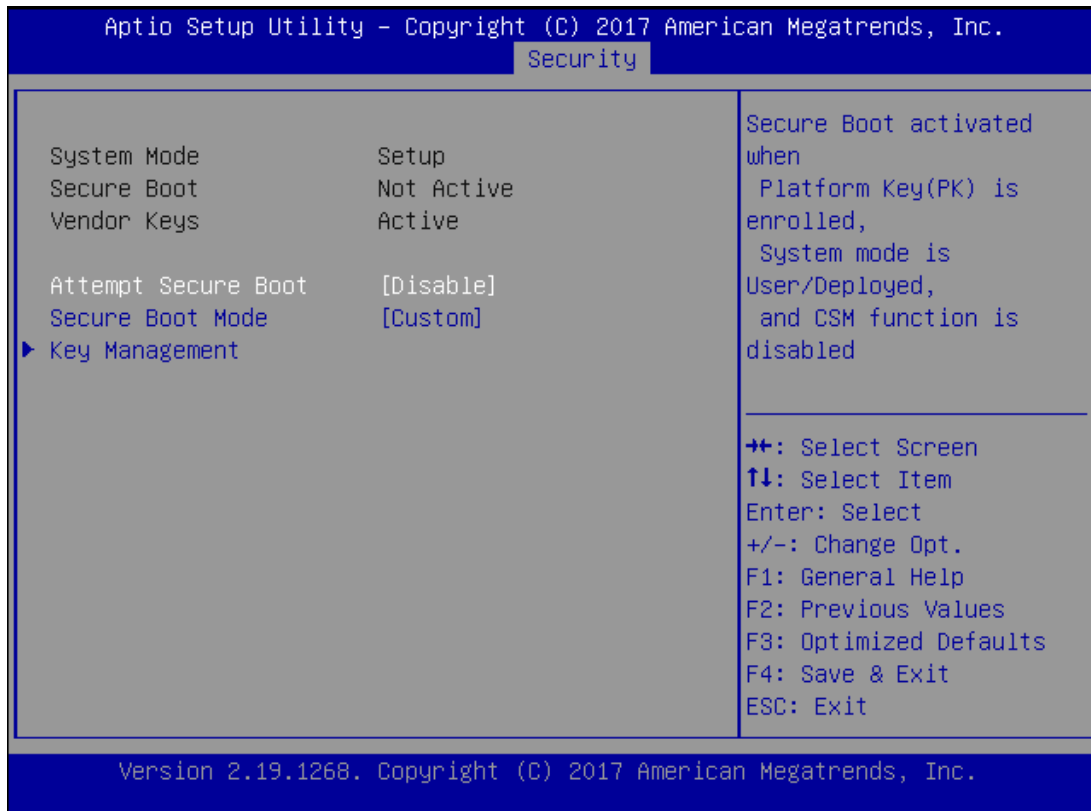 Aptio Setup Utility – Copyright (C) 2017 American Megatrends, Inc.
Security
System Mode Setup
Secure Boot Not Active
Vendor Keys Active
Attempt Secure Boot [Disable]
Secure Boot Mode [Custom]
▶ Key Management
Secure Boot activated
when
Platform Key(PK) is
enrolled,
System mode is
User/Deployed,
and CSM function is
disabled
→←: Select Screen
↑↓: Select Item
Enter: Select
+/-: Change Opt.
F1: General Help
F2: Previous Values
F3: Optimized Defaults
F4: Save & Exit
ESC: Exit
Version 2.19.1268. Copyright (C) 2017 American Megatrends, Inc.